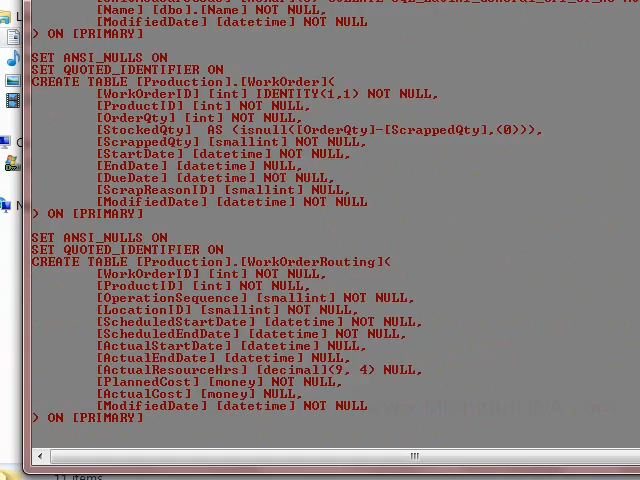 [Name] [dbo].[Name] NOT NULL,
[ModifiedDate] [datetime] NOT NULL
) ON [PRIMARY]
SET ANSI_NULLS ON
SET QUOTED_IDENTIFIER ON
CREATE TABLE [Production].[WorkOrder](
[WorkOrderID] [int] IDENTITY(1,1) NOT NULL,
[ProductID] [int] NOT NULL,
[OrderQty] [int] NOT NULL,
[StockedQty]  AS (isnull([OrderQty]-[ScrappedQty],(0))),
[ScrappedQty] [smallint] NOT NULL,
[StartDate] [datetime] NOT NULL,
[EndDate] [datetime] NULL,
[DueDate] [datetime] NOT NULL,
[ScrapReasonID] [smallint] NULL,
[ModifiedDate] [datetime] NOT NULL
) ON [PRIMARY]
SET ANSI_NULLS ON
SET QUOTED_IDENTIFIER ON
CREATE TABLE [Production].[WorkOrderRouting](
[WorkOrderID] [int] NOT NULL,
[ProductID] [int] NOT NULL,
[OperationSequence] [smallint] NOT NULL,
[LocationID] [smallint] NOT NULL,
[ScheduledStartDate] [datetime] NOT NULL,
[ScheduledEndDate] [datetime] NOT NULL,
[ActualStartDate] [datetime] NULL,
[ActualEndDate] [datetime] NULL,
[ActualResourceHrs] [decimal](9, 4) NULL,
[PlannedCost] [money] NOT NULL,
[ActualCost] [money] NULL,
[ModifiedDate] [datetime] NOT NULL
) ON [PRIMARY]
11 items